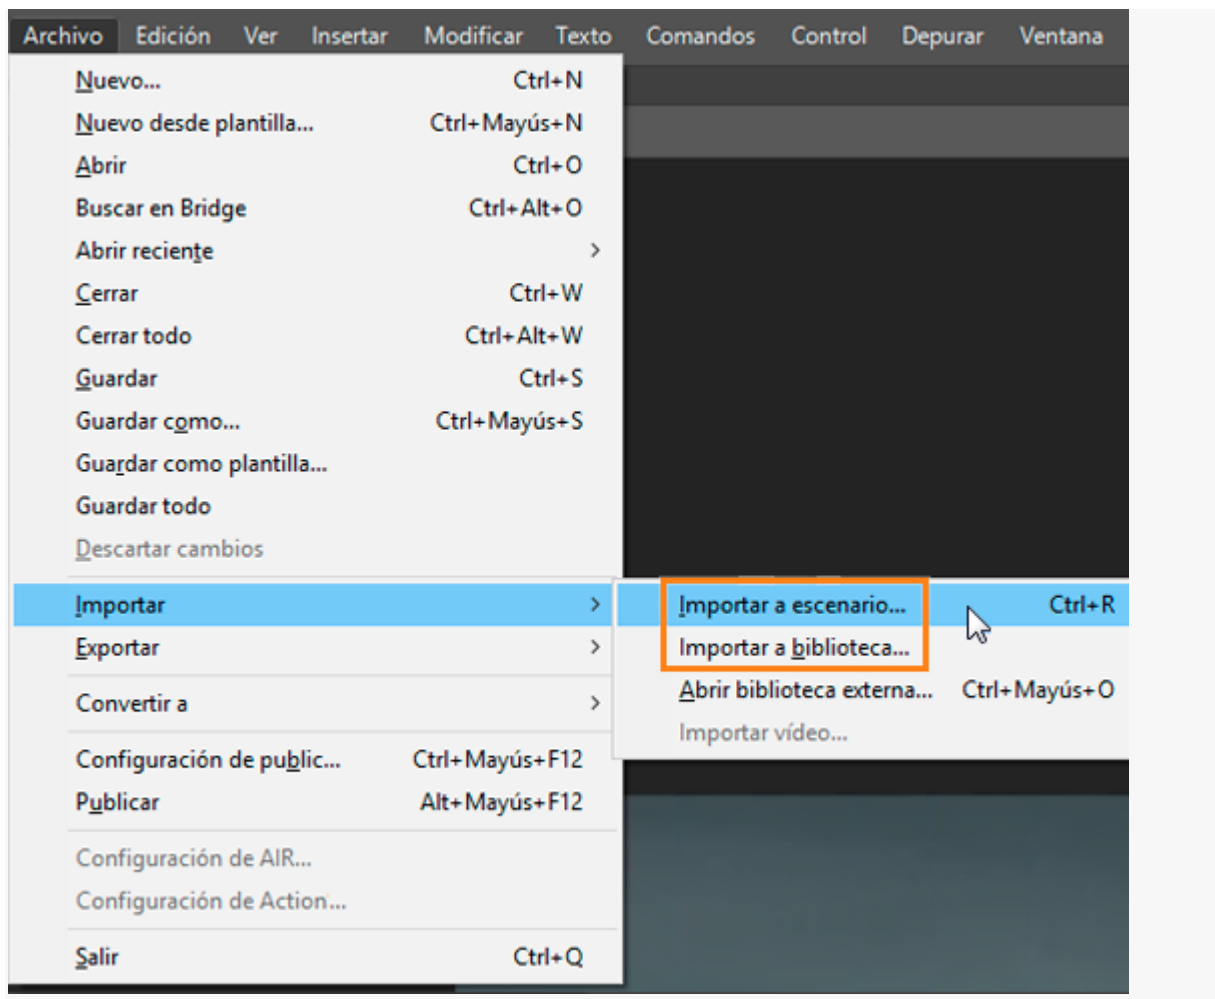 Archivo Edición Ver Insertar Modificar Texto Comandos Control Depurar Ventana
Nuevo... Ctrl+N
Nuevo desde plantilla... Ctrl+Mayús+N
Abrir Ctrl+O
Buscar en Bridge Ctrl+Alt+O
Abrir reciente >
Cerrar Ctrl+W
Cerrar todo Ctrl+Alt+W
Guardar Ctrl+S
Guardar como... Ctrl+Mayús+S
Guardar como plantilla...
Guardar todo
Descartar cambios
Importar >
Exportar >
Convertir a >
Configuración de public... Ctrl+Mayús+F12
Publicar Alt+Mayús+F12
Configuración de AIR...
Configuración de Action...
Salir Ctrl+Q
Importar a escenario... Ctrl+R
Importar a biblioteca...
Abrir biblioteca externa... Ctrl+Mayús+O
Importar vídeo...